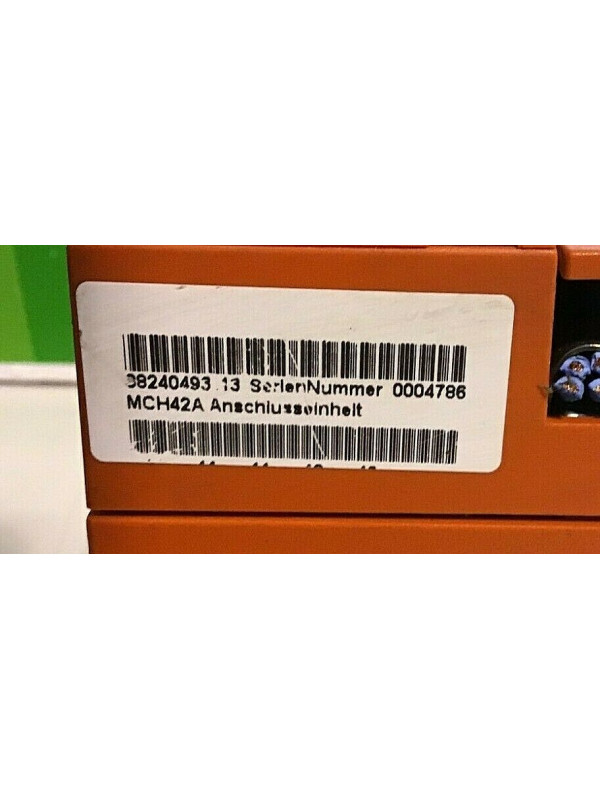 08240493.13 SerienNummer 0004786
MCH42A Anschlusseinheit